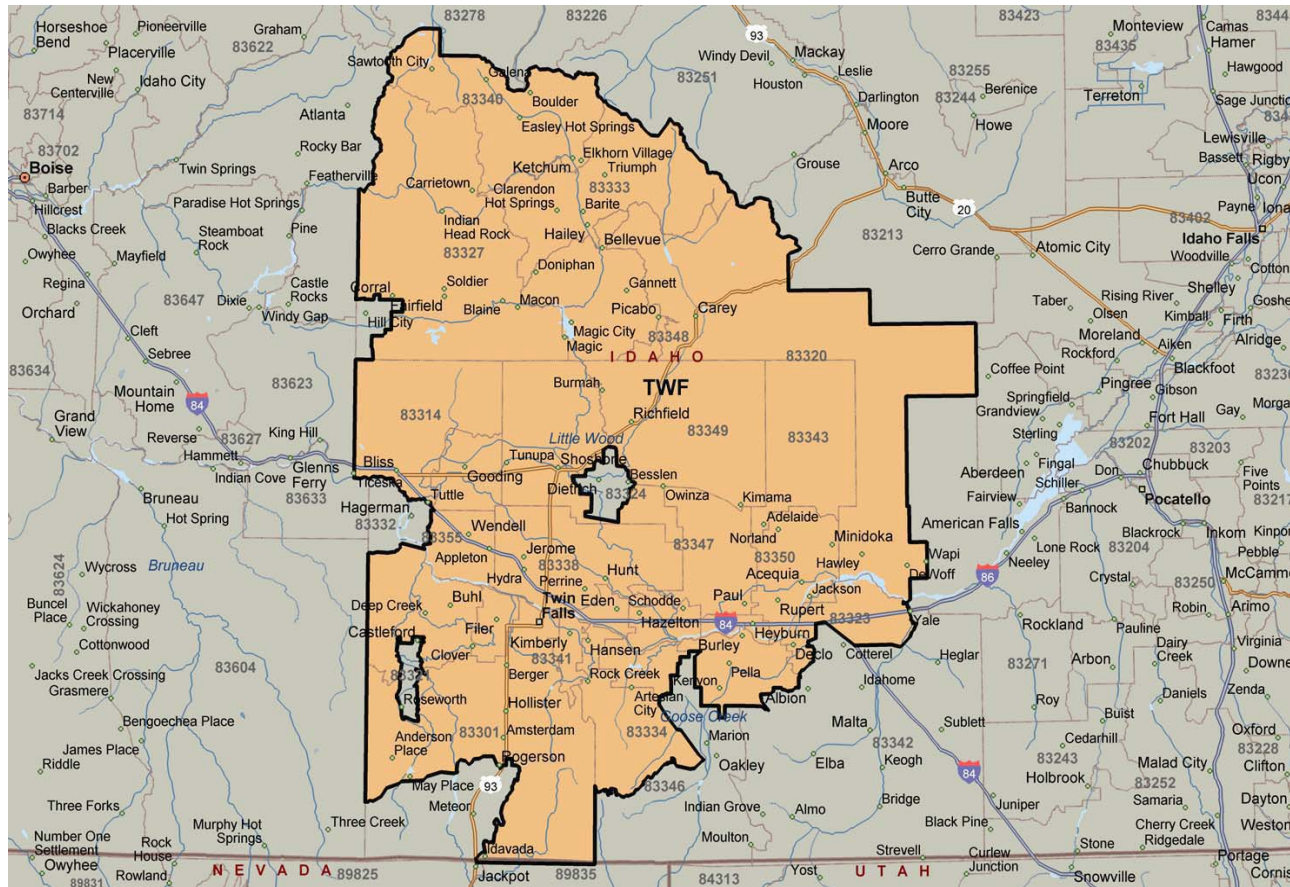 83278
83226
83423
8344
Horseshoe
Bend
Pioneerville
Graham
Placerville
83622
New
Centerville
Idaho City
83714
83702
Boise
Barber
Hillcrest
Blacks Creek
Owyhee
Mayfield
Regina
Orchard
Atlanta
Rocky Bar
Twin Springs
Featherville
Paradise Hot Springs
Steamboat
Rock
Pine
83647
Dixie
Castle
Rocks
Windy Gap
Sawtooth City
Galena
83340
Boulder
Easley Hot Springs
Ketchum
Elkhorn Village
Triumph
83333
Carrietown
Clarendon
Hot Springs
Barite
Indian
Head Rock
83327
Hailey
Bellevue
Doniphan
Soldier
Corral
Fairfield
Hill City
Blaine
Macon
Gannett
Picabo
Carey
Magic City
Magic
83348
IDAHO
83320
TWF
Burmah
Richfield
83314
83349
83343
Little Wood
93
83251
Windy Devil
Mackay
Houston
Leslie
Darlington
Moore
Grouse
Arco
Butte
City
20
83213
Cerro Grande
Atomic City
83255
83244
Berenice
Howe
Monteview
83435
Terreton
Camas
Hamer
Hawgood
Sage Junction
Lewisville
Bassett
Rigby
Ucon
Payne
Iona
83402
Idaho Falls
Woodville
Cotton
Shelley
Goshe
Taber
Rising River
Olsen
Kimball
Firth
Moreland
Alridge
Rockford
Aiken
Blackfoot
83236
Coffee Point
Pingree
Gibson
Springfield
Grandview
Fort Hall
Gay
Morga
Sterling
83202
83203
Aberdeen
Fingal
Schiller
Don
Chubbuck
Five
Points
Fairview
Pocatello
83217
Bannock
American Falls
Blackrock
Inkom
Kinpor
Lone Rock
83204
Neeley
86
Pebble
Crystal
83250
McCammo
Rockland
Robin
Arimo
Pauline
Virginia
Dairy
Creek
Heglar
83271
Arbon
Downe
Roy
Daniels
Zenda
Sublett
Buist
Oxford
Cedarhill
83228
83243
Malad City
Clifton
Holbrook
83252
Juniper
Samaria
Dayton
Black Pine
Cherry Creek
Ridgedale
Weston
Curlew
Junction
Stone
Portage
Snowville
Cornis
83634
Cleft
Sebree
83623
Mountain
Home
84
Grand
View
Reverse
83627
King Hill
Hammett
Indian Cove
Glenns
Ferry
83633
Bruneau
Hot Spring
83624
Wycross
Bruneau
Buncel
Place
Wickahoney
Crossing
Cottonwood
83604
Jacks Creek Crossing
Grasmere
Bengoechea Place
James Place
Riddle
Three Forks
Murphy Hot
Springs
Three Creek
Number One
Settlement
Owyhee
Rock
House
Rowland
89831
NEVADA
89825
Jackpot
89835
84313
Yost
UTAH
Bliss
Ticeska
Tuttle
Gooding
Tunupa
Shoshone
Dietrich
Besslen
83324
Owinza
Hagerman
83332
Wendell
83355
Appleton
Jerome
83338
Hydra
Perrine
Hunt
83347
Kimama
Adelaide
Norland
83350
Minidoka
Hawley
Wapi
DeWoff
Acequia
Jackson
Buhl
Deep Creek
Twin
Falls
Eden
Schodde
Paul
Rupert
83323
Yale
Castleford
Filer
Hazelton
84
Heyburn
Clover
Kimberly
Hansen
Burley
Declo
Cotterel
83321
83341
Berger
Rock Creek
Pella
Kenyon
Idahome
Roseworth
Hollister
Artesian
City
Albion
Goose Creek
Malta
Anderson
Place
83301
Amsterdam
83334
Marion
83342
Rogerson
Oakley
Elba
Keogh
84
May Place
93
83346
Meteor
Indian Grove
Almo
Bridge
Moulton
Strevell
Idavada